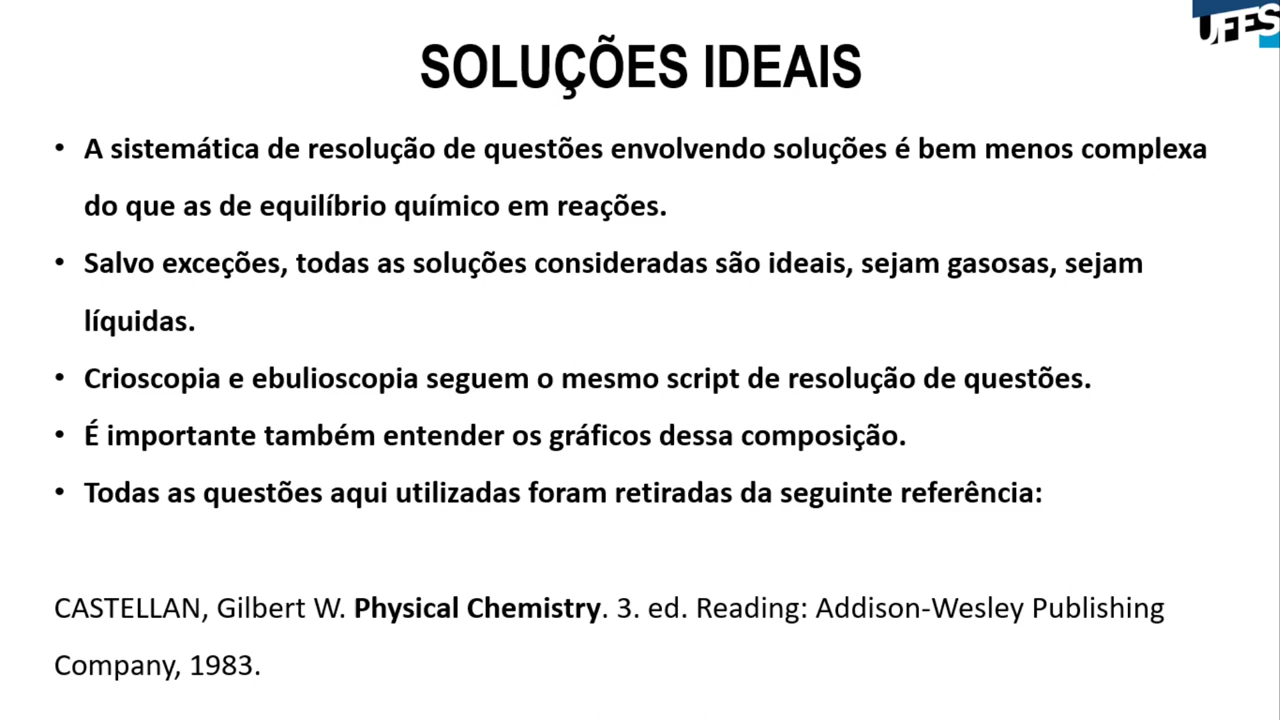 UFES
SOLUÇÕES IDEAIS
• A sistemática de resolução de questões envolvendo soluções é bem menos complexa
do que as de equilíbrio químico em reações.
• Salvo exceções, todas as soluções consideradas são ideais, sejam gasosas, sejam
líquidas.
• Crioscopia e ebulioscopia seguem o mesmo script de resolução de questões.
• É importante também entender os gráficos dessa composição.
• Todas as questões aqui utilizadas foram retiradas da seguinte referência:
CASTELLAN, Gilbert W. Physical Chemistry. 3. ed. Reading: Addison-Wesley Publishing
Company, 1983.